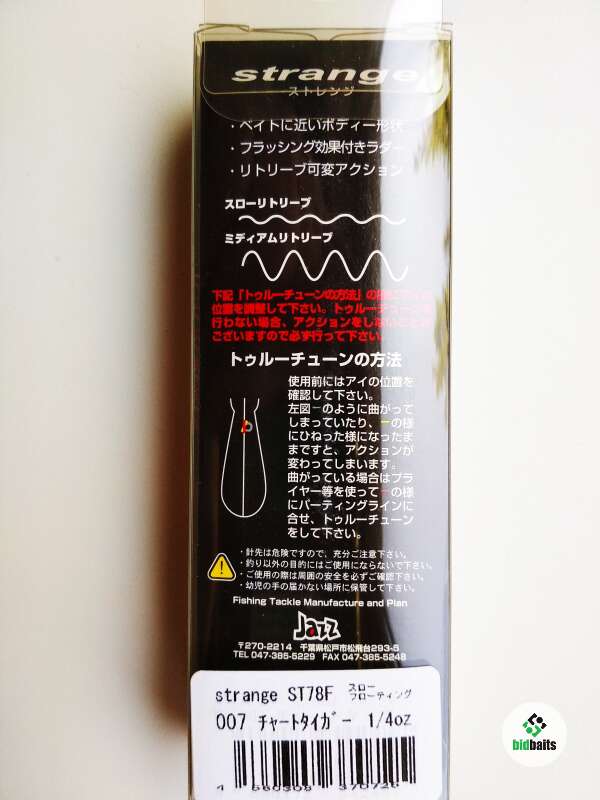 strange
ストレンジ
・ベイトに近いボディー形状
・フラッシング効果付きラダー
・リトリーブ可変アクション
スローリトリーブ
ミディアムリトリーブ
下記「トゥルーチューンの方法」の
位置を調整して下さい。トゥルーチューンを
行わない場合、アクションをしないことが
ございますので必ず行って下さい。
トゥルーチューンの方法
使用前にはアイの位置を
確認して下さい。
左図ーのように曲がって
しまっていたり、ーの様
にひねった様になったま
まですと、アクションが
変わってしまいます。
曲がっている場合はプラ
イヤー等を使ってーの様
にパーティングラインに
合せ、トゥルーチューン
をして下さい。
・針先は危険ですので、充分ご注意下さい。
・釣り以外の目的にはご使用にならないで下さい。
・ご使用の際は周囲の安全を必ずご確認下さい。
・幼児の手の届かない場所に保管して下さい。
Fishing Tackle Manufacture and Plan
Jazz
〒270-2214 千葉県松戸市松飛台293-5
TEL 047-385-5229 FAX 047-385-5248
strange ST78F スローフローティング
007 チャートタイガー 1/4oz
4 560508 370726
bidbaits